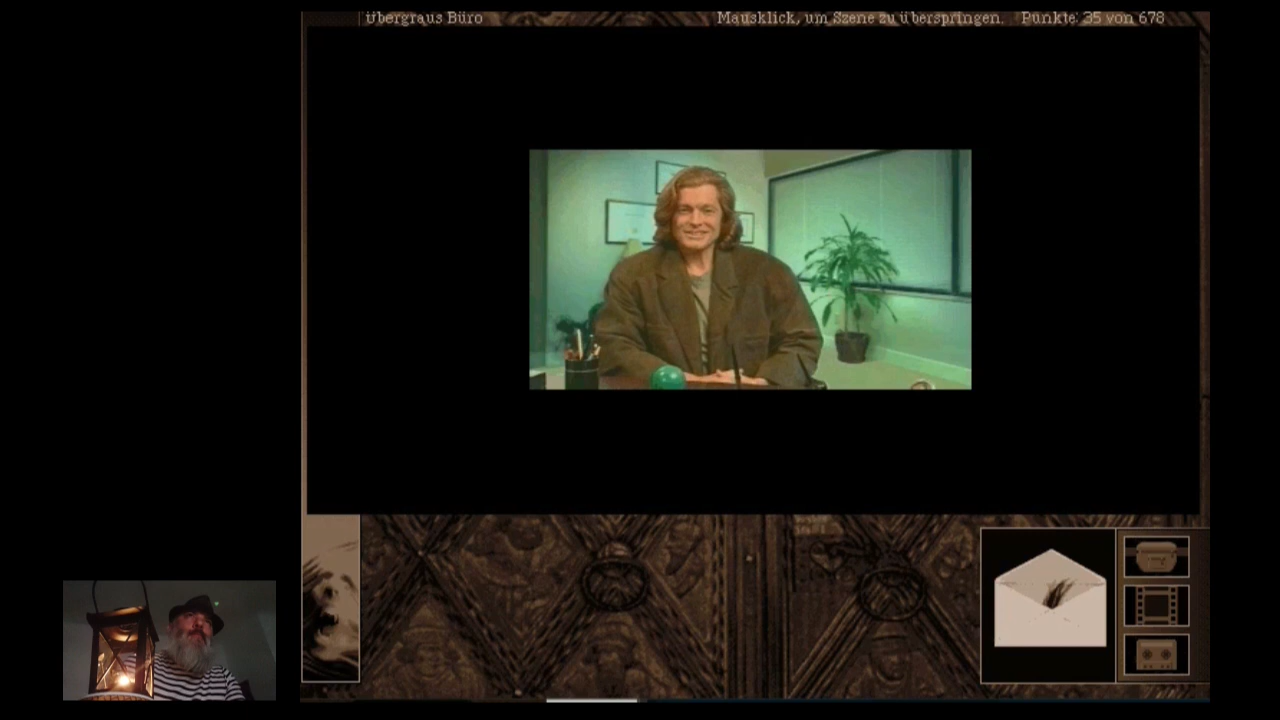 Übergraus Büro
Mausklick, um Szene zu überspringen.
Punkte: 35 von 678